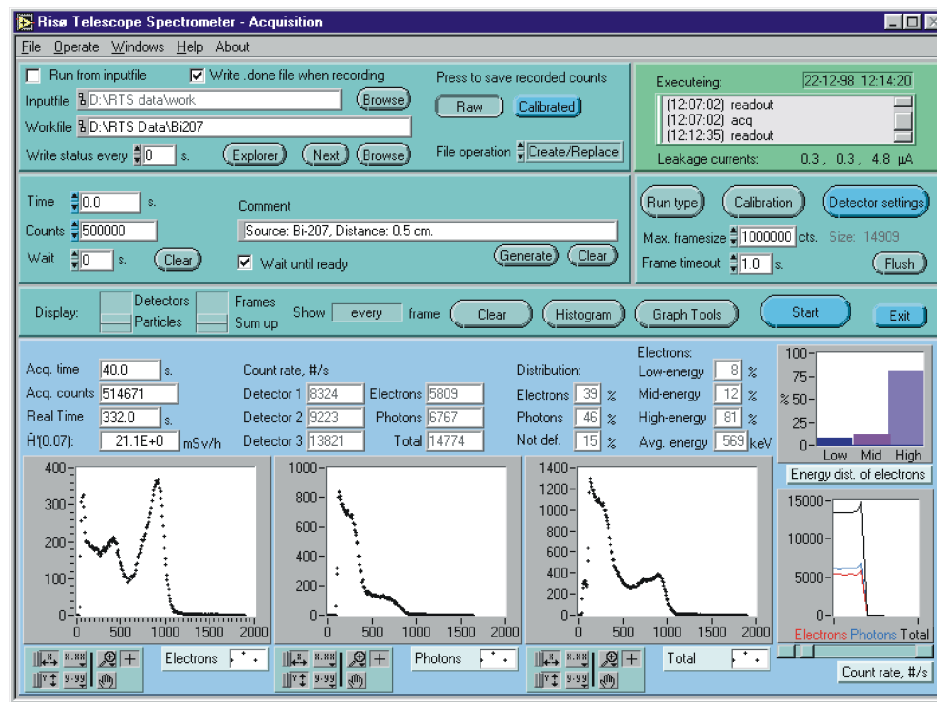 Risø Telescope Spectrometer - Acquisition
File Operate Windows Help About
Run from inputfile Write .done file when recording Press to save recorded counts
Inputfile D:\RTS data\work Browse Raw Calibrated
Workfile D:\RTS Data\Bi207
Write status every 0 s. Explorer Next Browse File operation Create/Replace
Executeing: 22-12-98 12:14:20
(12:07:02) readout
(12:07:02) acq
(12:12:35) readout
Leakage currents: 0.3 , 0.3 , 4.8 µA
Time 0.0 s. Comment
Counts 500000 Source: Bi-207, Distance: 0.5 cm.
Wait 0 s. Clear Wait until ready Generate Clear
Run type Calibration Detector settings
Max. framesize 1000000 cts. Size: 14909
Frame timeout 1.0 s. Flush
Display: Detectors Particles Frames Sum up Show every frame Clear Histogram Graph Tools Start Exit
Acq. time 40.0 s. Count rate, #/s Distribution: Electrons:
Low-energy 8 %
Acq. counts 514671 Detector 1 8324 Electrons 5809 Electrons 39 % Mid-energy 12 %
Real Time 332.0 s. Detector 2 9223 Photons 6767 Photons 46 % High-energy 81 %
Ḣ'(0.07): 21.1E+0 mSv/h Detector 3 13821 Total 14774 Not def. 15 % Avg. energy 569 keV
100-
75-
% 50-
25-
0-
Low Mid High
Energy dist. of electrons
400-
300-
200-
100-
0-
0 500 1000 1500 2000
Electrons
1000-
800-
600-
400-
200-
0-
0 500 1000 1500 2000
Photons
1400-
1200-
1000-
800-
600-
400-
200-
0-
0 500 1000 1500 2000
Total
15000-
10000-
5000-
0-
Electrons Photons Total
Count rate, #/s